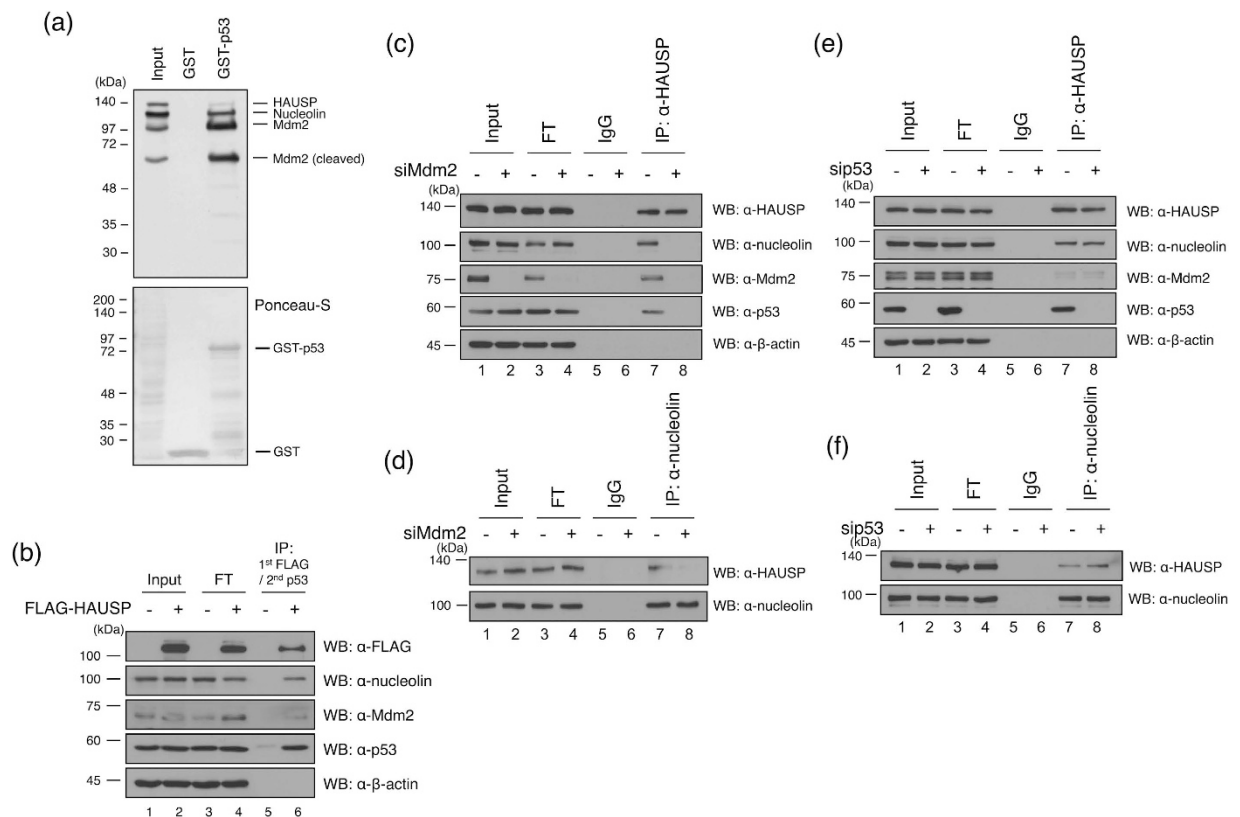 (a)
Input
GST
GST-p53
(kDa)
140
97
72
48
35
30
HAUSP
Nucleolin
Mdm2
Mdm2 (cleaved)
200
140
97
72
48
35
30
Ponceau-S
GST-p53
GST
(b)
Input
FT
IP:
1st FLAG
/ 2nd p53
FLAG-HAUSP - + - + - +
(kDa)
100 WB: α-FLAG
100 WB: α-nucleolin
75 WB: α-Mdm2
60 WB: α-p53
45 WB: α-β-actin
1 2 3 4 5 6
(c)
Input
FT
IgG
IP: α-HAUSP
siMdm2 - + - + - + - +
(kDa)
140 WB: α-HAUSP
100 WB: α-nucleolin
75 WB: α-Mdm2
60 WB: α-p53
45 WB: α-β-actin
1 2 3 4 5 6 7 8
(d)
Input
FT
IgG
IP: α-nucleolin
siMdm2 - + - + - + - +
(kDa)
140 WB: α-HAUSP
100 WB: α-nucleolin
1 2 3 4 5 6 7 8
(e)
Input
FT
IgG
IP: α-HAUSP
sip53 - + - + - + - +
(kDa)
140 WB: α-HAUSP
100 WB: α-nucleolin
75 WB: α-Mdm2
60 WB: α-p53
45 WB: α-β-actin
1 2 3 4 5 6 7 8
(f)
Input
FT
IgG
IP: α-nucleolin
sip53 - + - + - + - +
(kDa)
140 WB: α-HAUSP
100 WB: α-nucleolin
1 2 3 4 5 6 7 8